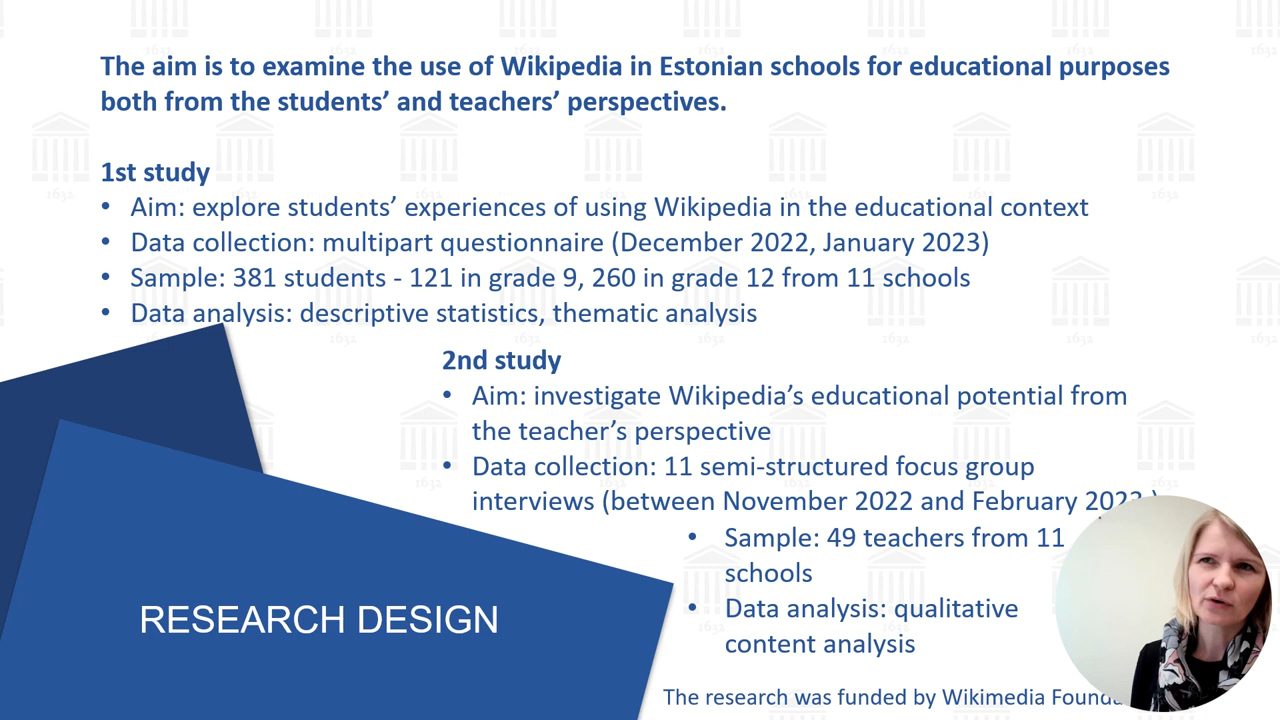 The aim is to examine the use of Wikipedia in Estonian schools for educational purposes
both from the students’ and teachers’ perspectives.
1st study
• Aim: explore students’ experiences of using Wikipedia in the educational context
• Data collection: multipart questionnaire (December 2022, January 2023)
• Sample: 381 students - 121 in grade 9, 260 in grade 12 from 11 schools
• Data analysis: descriptive statistics, thematic analysis
2nd study
• Aim: investigate Wikipedia’s educational potential from
the teacher’s perspective
• Data collection: 11 semi-structured focus group
interviews (between November 2022 and February
• Sample: 49 teachers from 11
schools
• Data analysis: qualitative
content analysis
RESEARCH DESIGN
The research was funded by Wikimedia
1632